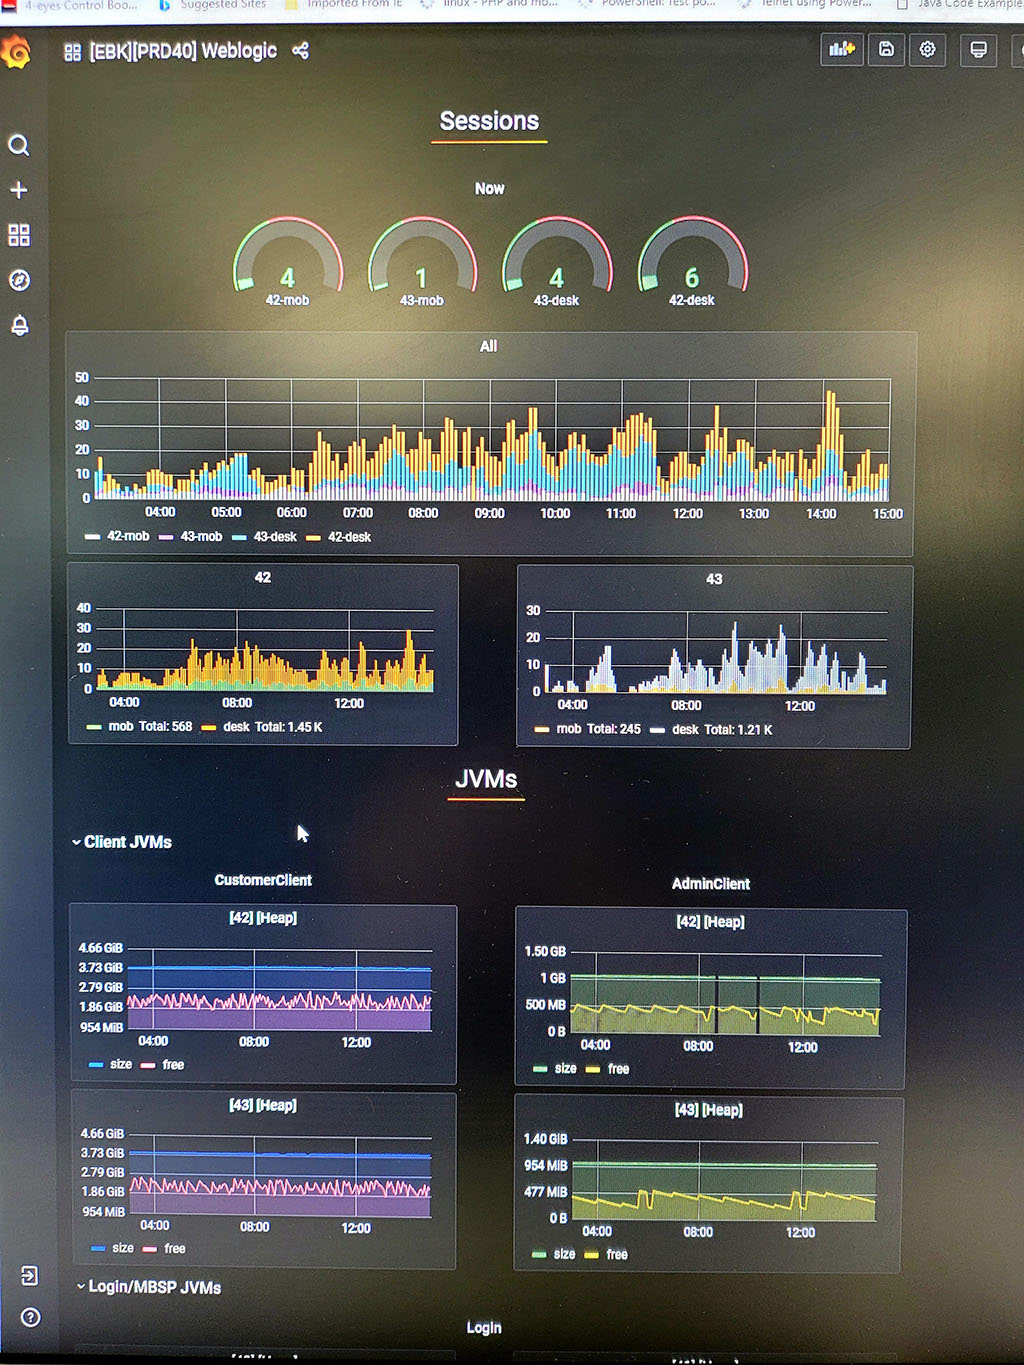 4-eyes Control Boo...
Suggested Sites
Imported From IE
linux - PHP and mo...
PowerShell: Test po...
Telnet using Power...
Java Code Example
[EBK][PRD40] Weblogic
Sessions
Now
4 1 4 6
42-mob 43-mob 43-desk 42-desk
All
50
40
30
20
10
0
04:00 05:00 06:00 07:00 08:00 09:00 10:00 11:00 12:00 13:00 14:00 15:00
42-mob 43-mob 43-desk 42-desk
42
40
30
20
10
0
04:00 08:00 12:00
mob Total: 568 desk Total: 1.45 K
43
30
20
10
0
04:00 08:00 12:00
mob Total: 245 desk Total: 1.21 K
JVMs
Client JVMs
CustomerClient
[42] [Heap]
4.66 GiB
3.73 GiB
2.79 GiB
1.86 GiB
954 MiB
04:00 08:00 12:00
size free
AdminClient
[42] [Heap]
1.50 GB
1 GB
500 MB
0 B
04:00 08:00 12:00
size free
[43] [Heap]
4.66 GiB
3.73 GiB
2.79 GiB
1.86 GiB
954 MiB
04:00 08:00 12:00
size free
[43] [Heap]
1.40 GiB
954 MiB
477 MiB
0 B
04:00 08:00 12:00
size free
Login/MBSP JVMs
Login